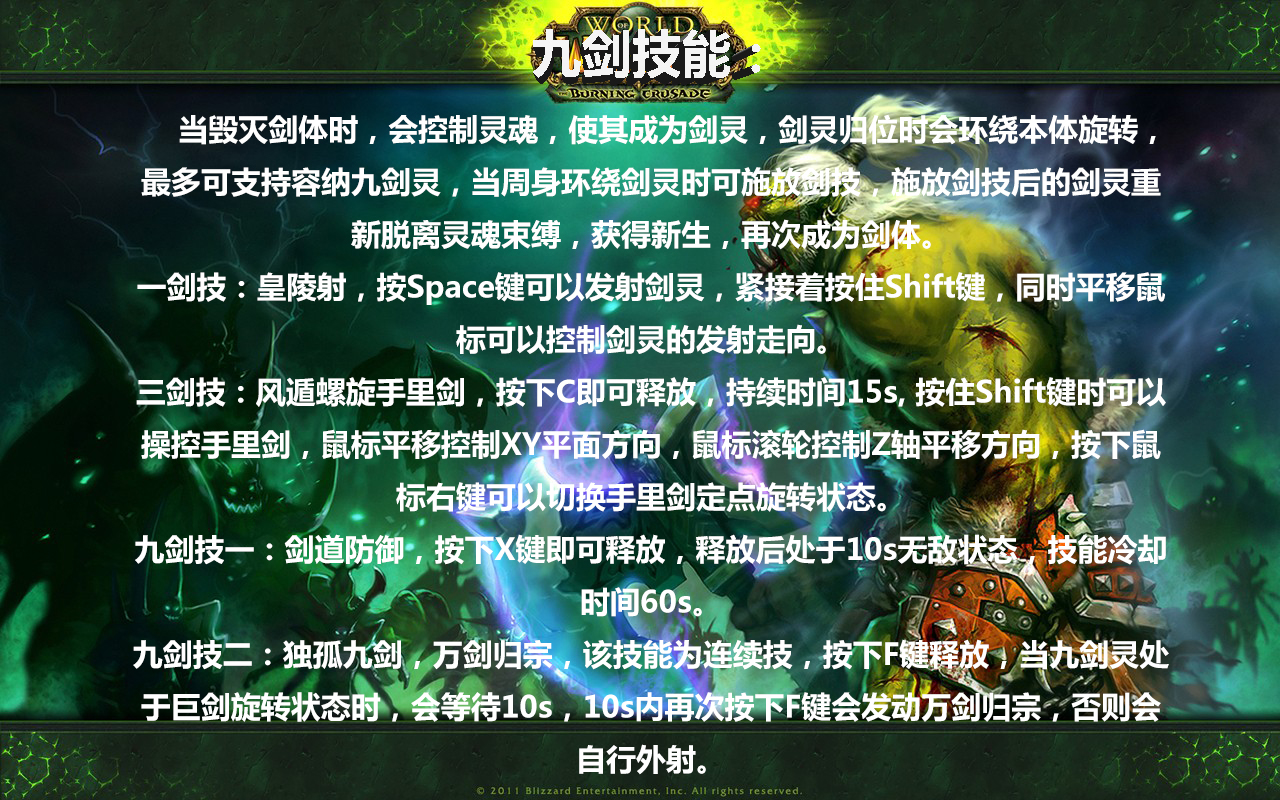 WORLD
OF
九剑技能：
THE BURNING CRUSADE
当毁灭剑体时，会控制灵魂，使其成为剑灵，剑灵归位时会环绕本体旋转，
最多可支持容纳九剑灵，当周身环绕剑灵时可施放剑技，施放剑技后的剑灵重
新脱离灵魂束缚，获得新生，再次成为剑体。
一剑技：皇陵射，按Space键可以发射剑灵，紧接着按住Shift键，同时平移鼠
标可以控制剑灵的发射走向。
三剑技：风遁螺旋手里剑，按下C即可释放，持续时间15s, 按住Shift键时可以
操控手里剑，鼠标平移控制XY平面方向，鼠标滚轮控制Z轴平移方向，按下鼠
标右键可以切换手里剑定点旋转状态。
九剑技一：剑道防御，按下X键即可释放，释放后处于10s无敌状态，技能冷却
时间60s。
九剑技二：独孤九剑，万剑归宗，该技能为连续技，按下F键释放，当九剑灵处
于巨剑旋转状态时，会等待10s，10s内再次按下F键会发动万剑归宗，否则会
自行外射。
© 2011 Blizzard Entertainment, Inc. All rights reserved.